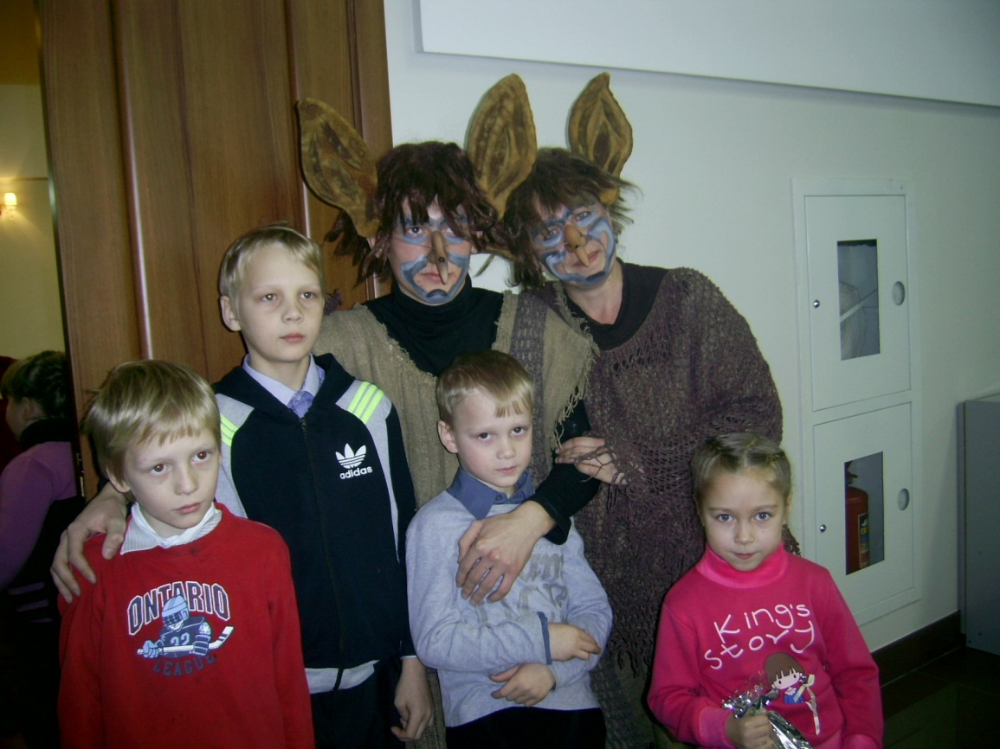 adidas
ONTARIO
22
LEAGUE
King's
story